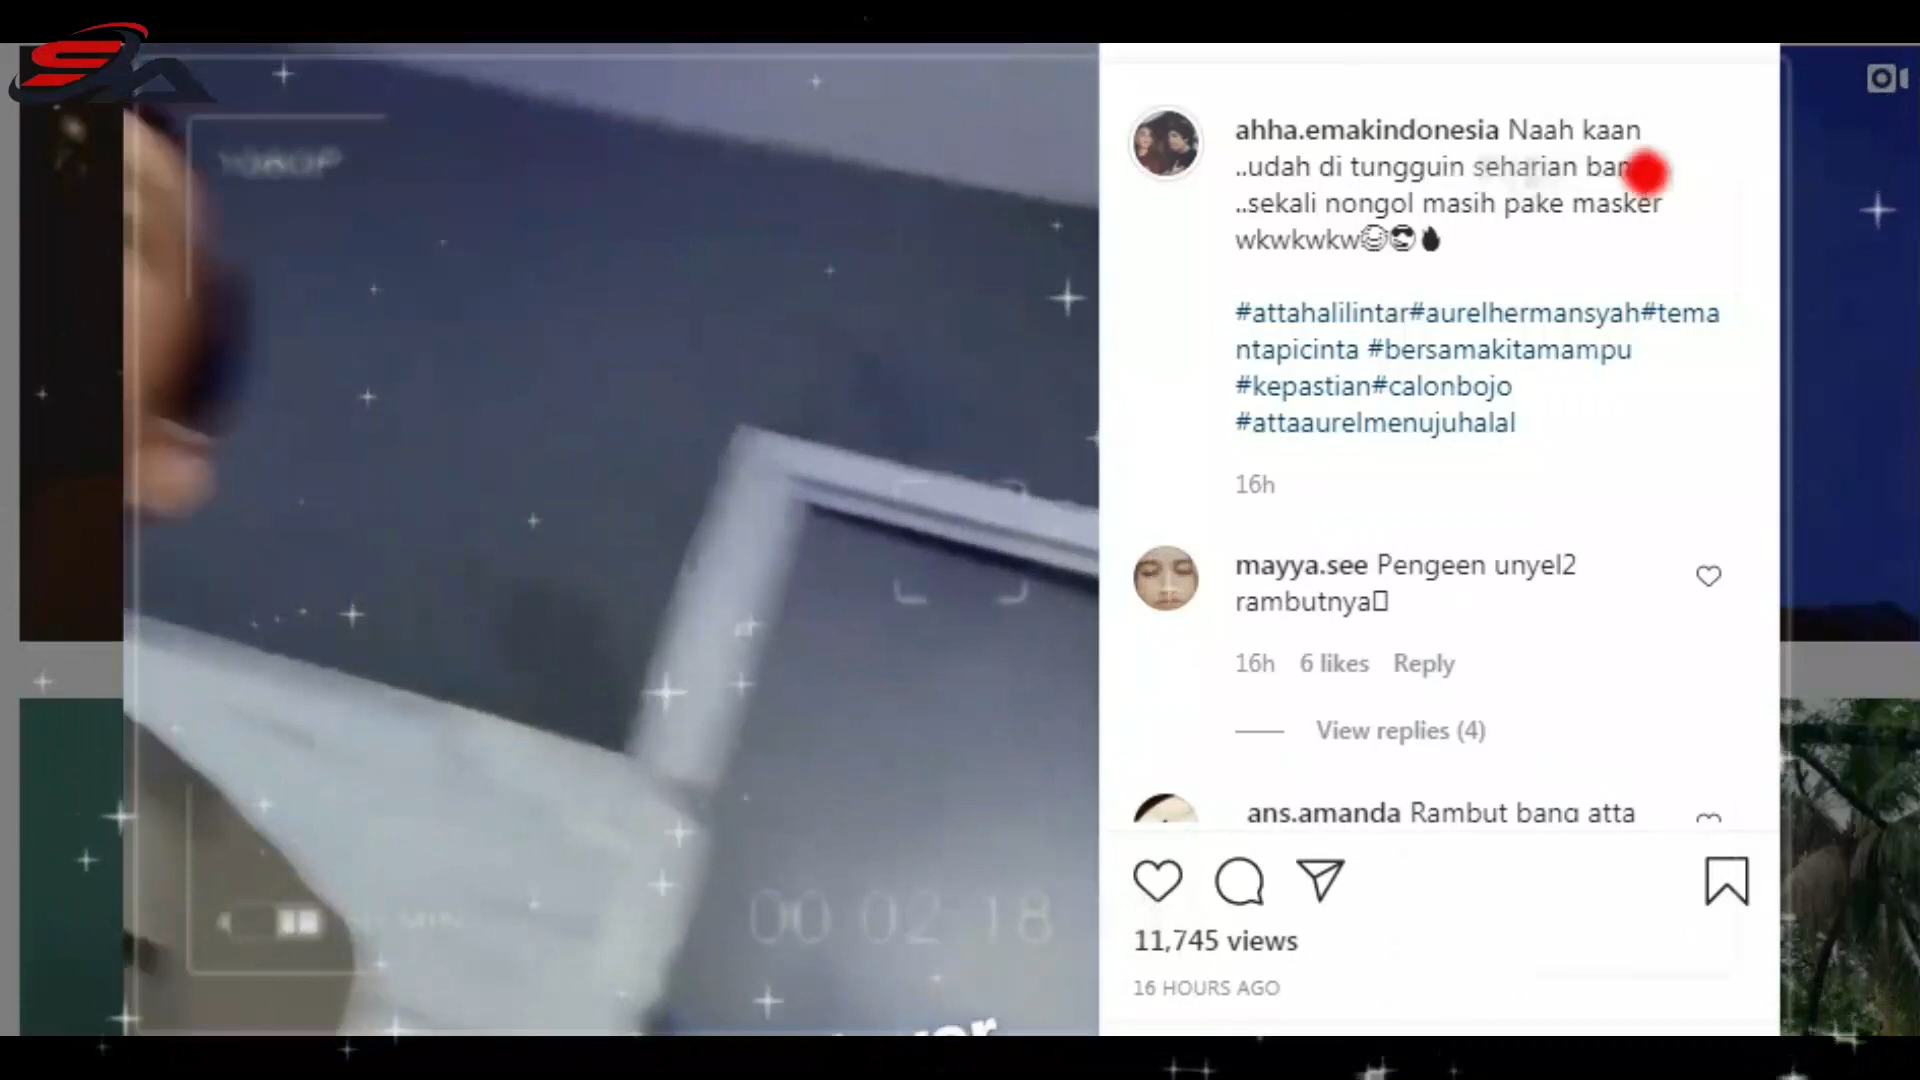 SA
1080P
00 02 18
ahha.emakindonesia Naah kaan
..udah di tungguin seharian
..sekali nongol masih pake masker
wkwkwkw
#attahalilintar#aurelhermansyah#tema
ntapicinta #bersamakitamampu
#kepastian#calonbojo
#attaaurelmenujuhalal
16h
mayya.see Pengeen unyel2
rambutnya
16h 6 likes Reply
View replies (4)
ans.amanda Rambut bang atta
11,745 views
16 HOURS AGO